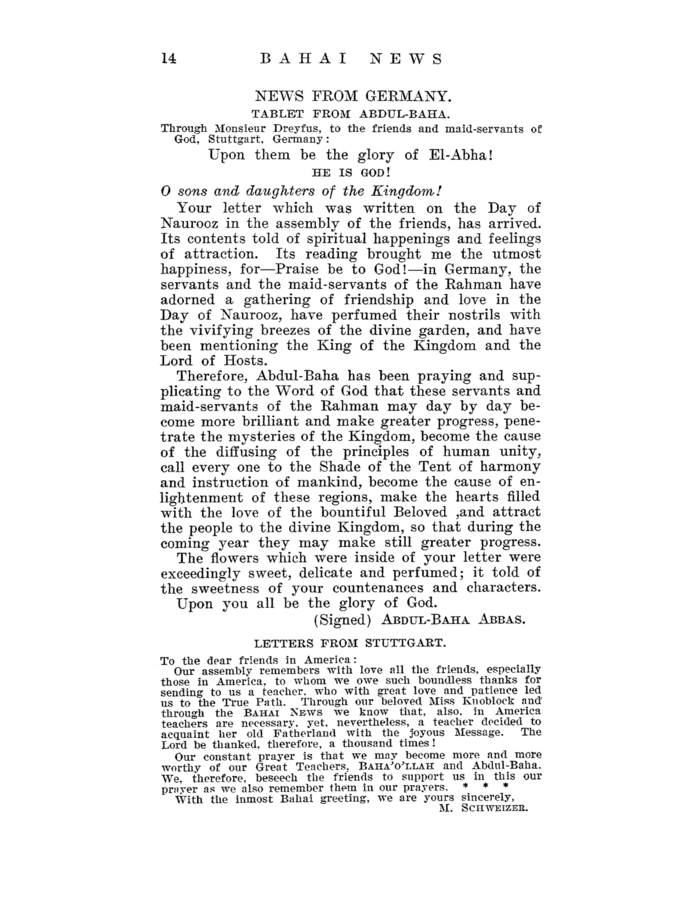 14 BAHAI NEWS
NEWS FROM GERMANY.
TABLET FROM ABDUL-BAHA.
Through Monsieur Dreyfus, to the friends and maid-servants of
God, Stuttgart, Germany:
Upon them be the glory of El-Abha!
HE IS GOD!
O sons and daughters of the Kingdom!
Your letter which was written on the Day of
Naurooz in the assembly of the friends, has arrived.
Its contents told of spiritual happenings and feelings
of attraction. Its reading brought me the utmost
happiness, for—Praise be to God!—in Germany, the
servants and the maid-servants of the Rahman have
adorned a gathering of friendship and love in the
Day of Naurooz, have perfumed their nostrils with
the vivifying breezes of the divine garden, and have
been mentioning the King of the Kingdom and the
Lord of Hosts.
Therefore, Abdul-Baha has been praying and sup-
plicating to the Word of God that these servants and
maid-servants of the Rahman may day by day be-
come more brilliant and make greater progress, pene-
trate the mysteries of the Kingdom, become the cause
of the diffusing of the principles of human unity,
call every one to the Shade of the Tent of harmony
and instruction of mankind, become the cause of en-
lightenment of these regions, make the hearts filled
with the love of the bountiful Beloved ,and attract
the people to the divine Kingdom, so that during the
coming year they may make still greater progress.
The flowers which were inside of your letter were
exceedingly sweet, delicate and perfumed; it told of
the sweetness of your countenances and characters.
Upon you all be the glory of God.
(Signed) ABDUL-BAHA ABBAS.
LETTERS FROM STUTTGART.
To the dear friends in America:
Our assembly remembers with love all the friends, especially
those in America, to whom we owe such boundless thanks for
sending to us a teacher, who with great love and patience led
us to the True Path. Through our beloved Miss Knoblock and
through the BAHAI NEWS we know that, also, in America
teachers are necessary, yet, nevertheless, a teacher decided to
acquaint her old Fatherland with the joyous Message. The
Lord be thanked, therefore, a thousand times!
Our constant prayer is that we may become more and more
worthy of our Great Teachers, BAHA'O'LLAH and Abdul-Baha.
We, therefore, beseech the friends to support us in this our
prayer as we also remember them in our prayers. * * *
With the inmost Bahai greeting, we are yours sincerely,
M. SCHWEIZER.